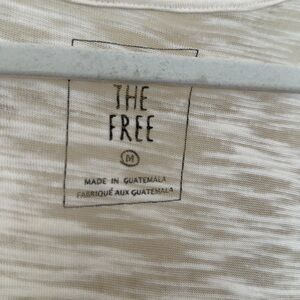 THE
FREE
M
MADE IN GUATEMALA
FABRIQUÉ AUX GUATEMALA